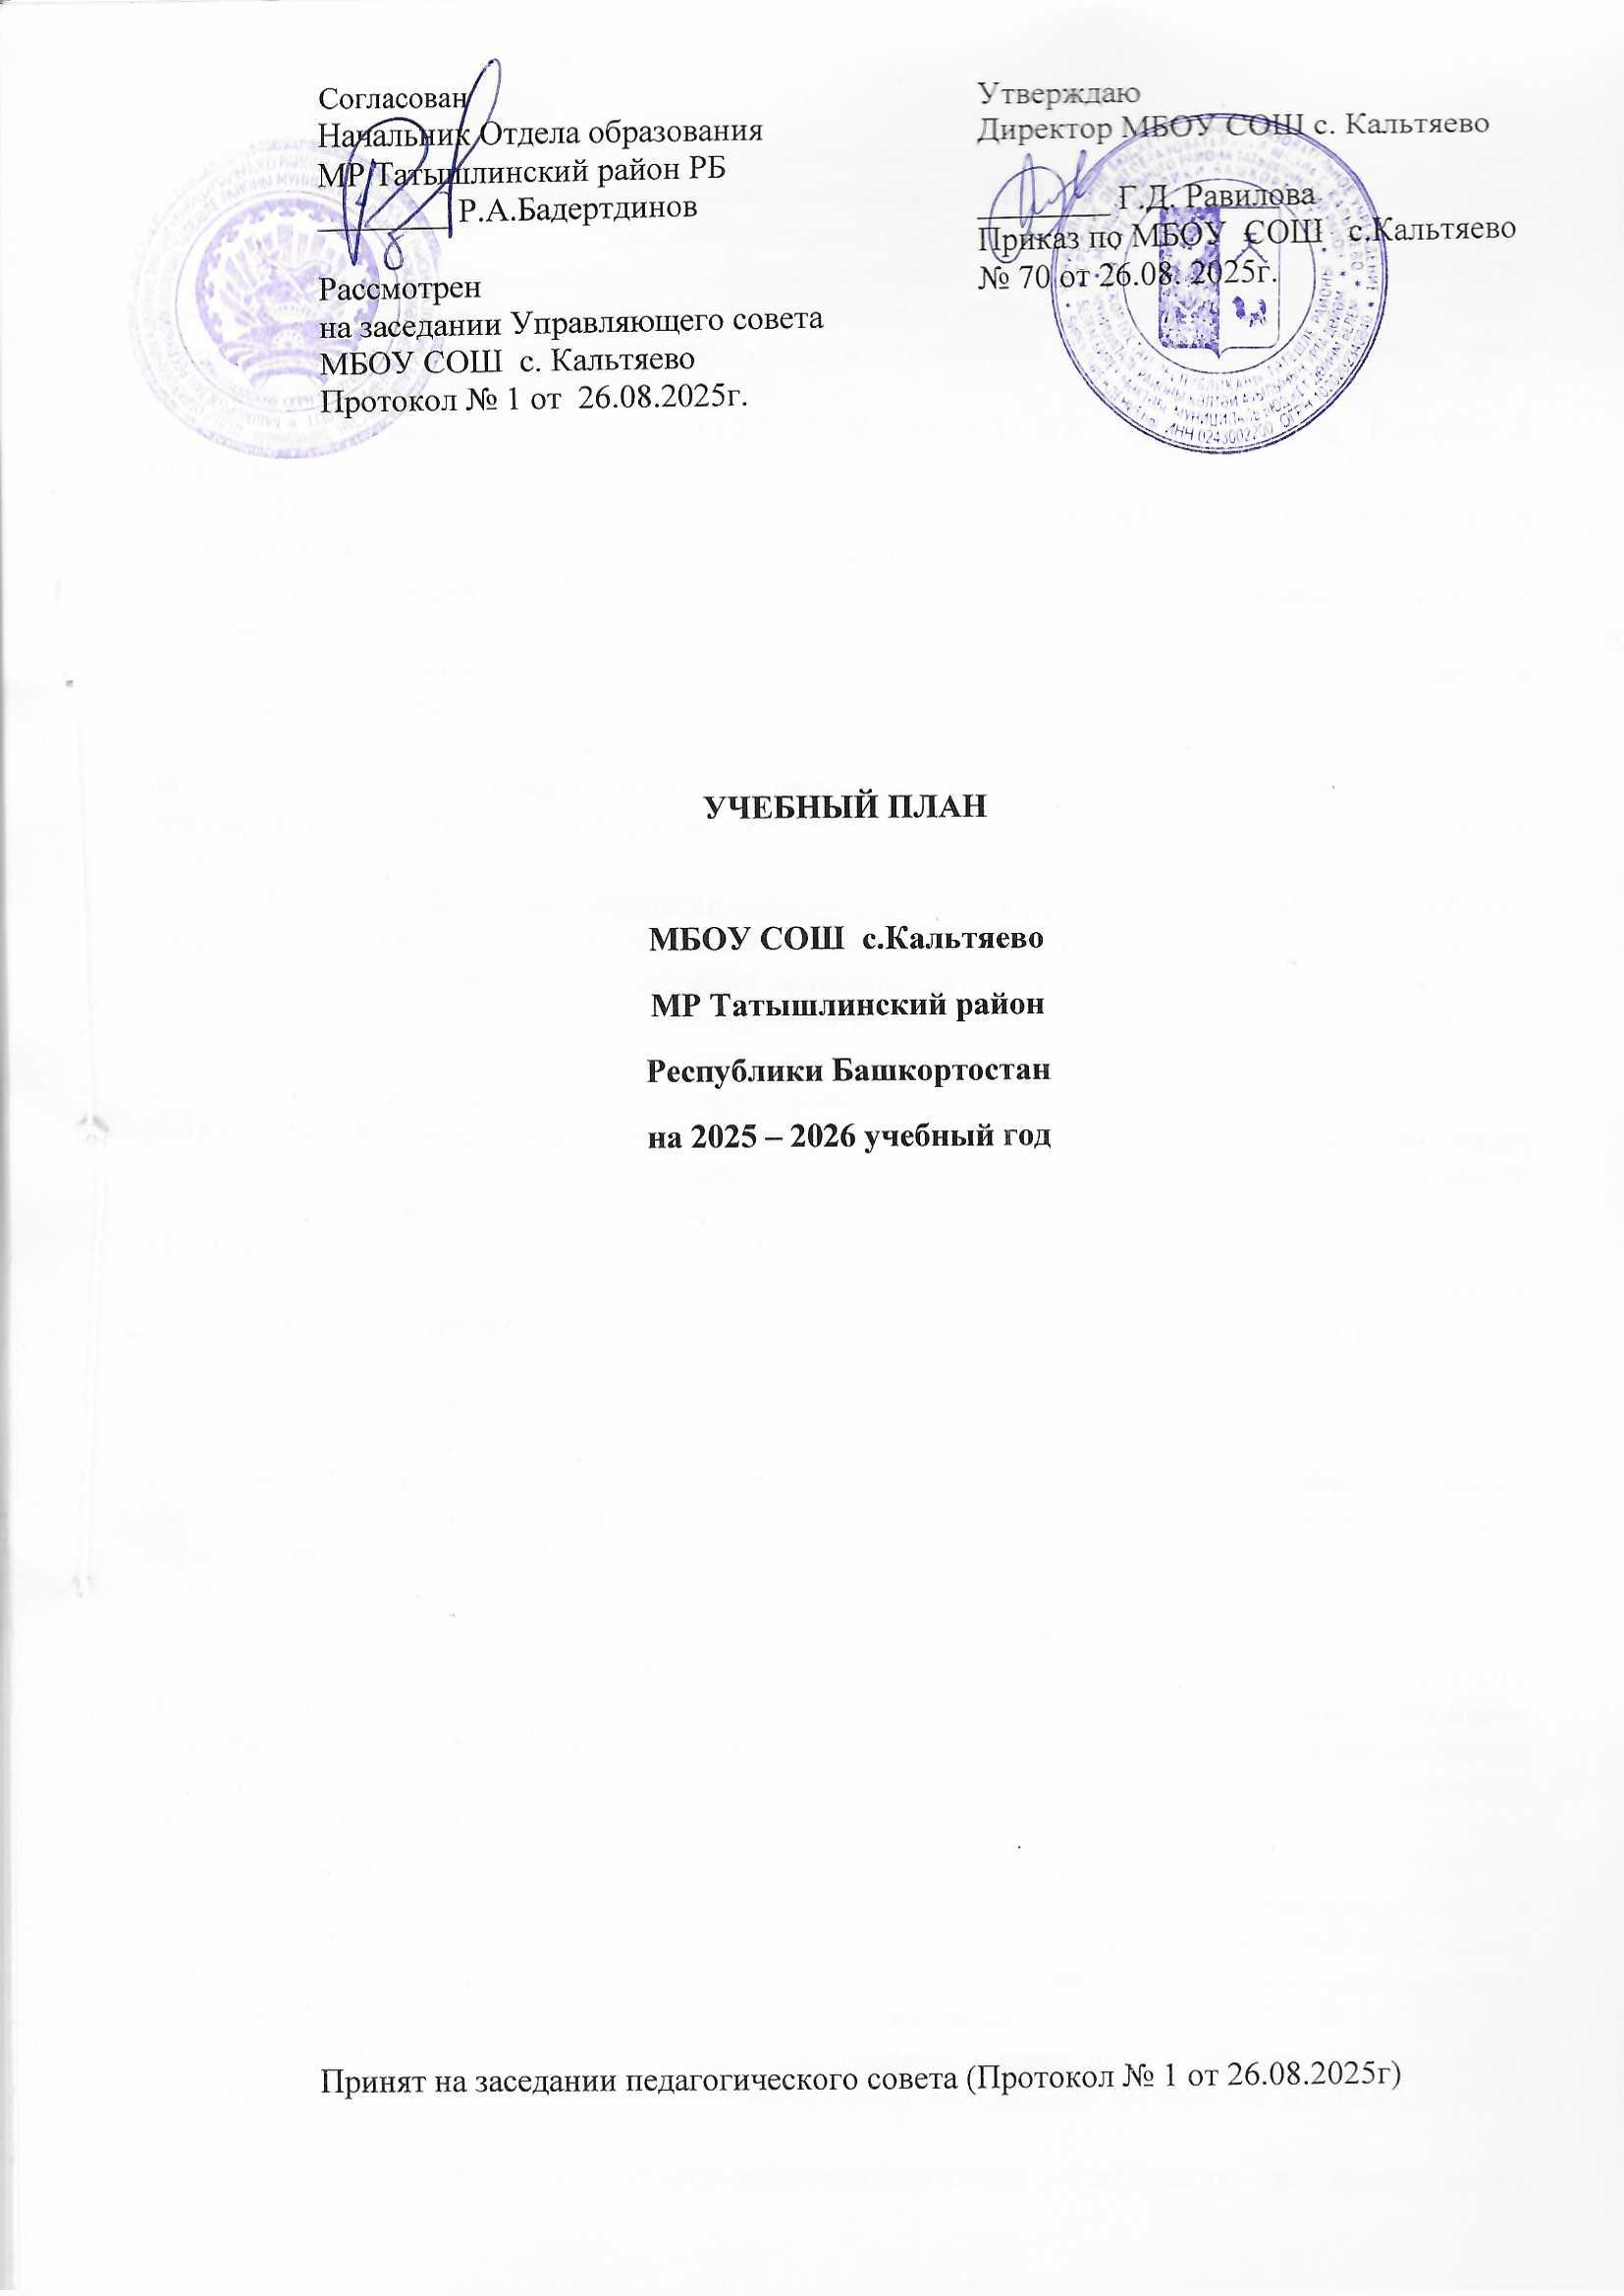 Согласован
Начальник Отдела образования
МР Татышлинский район РБ
________ Р.А.Бадертдинов
Рассмотрен
на заседании Управляющего совета
МБОУ СОШ с. Кальтяево
Протокол № 1 от 26.08.2025г.
Утверждаю
Директор МБОУ СОШ с. Кальтяево
________ Г.Д. Равилова
Приказ по МБОУ СОШ с.Кальтяево
№ 70 от 26.08. 2025г.
УЧЕБНЫЙ ПЛАН
МБОУ СОШ с.Кальтяево
МР Татышлинский район
Республики Башкортостан
на 2025 – 2026 учебный год
Принят на заседании педагогического совета (Протокол № 1 от 26.08.2025г)